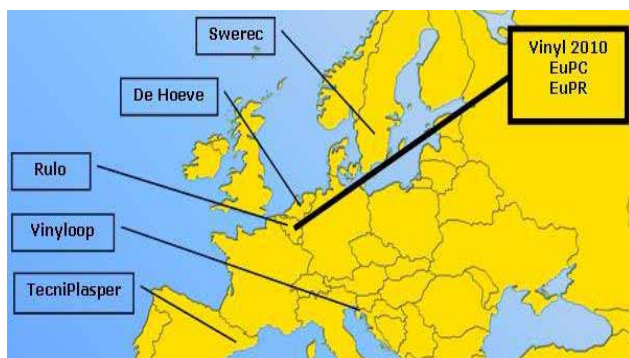 Swerec
Vinyl 2010
EuPC
EuPR
De Hoeve
Rulo
Vinyloop
TecniPlasper